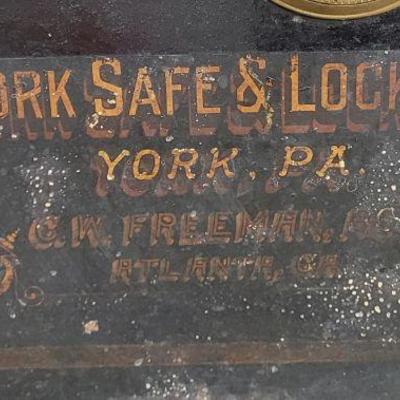 ORK SAFE & LOCK
YORK, PA.
C.W. FREEMAN,
ATLANTA, GA